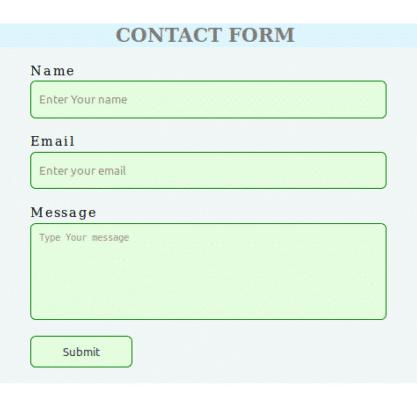 CONTACT FORM
Name
Enter Your name
Email
Enter your email
Message
Type Your message
Submit